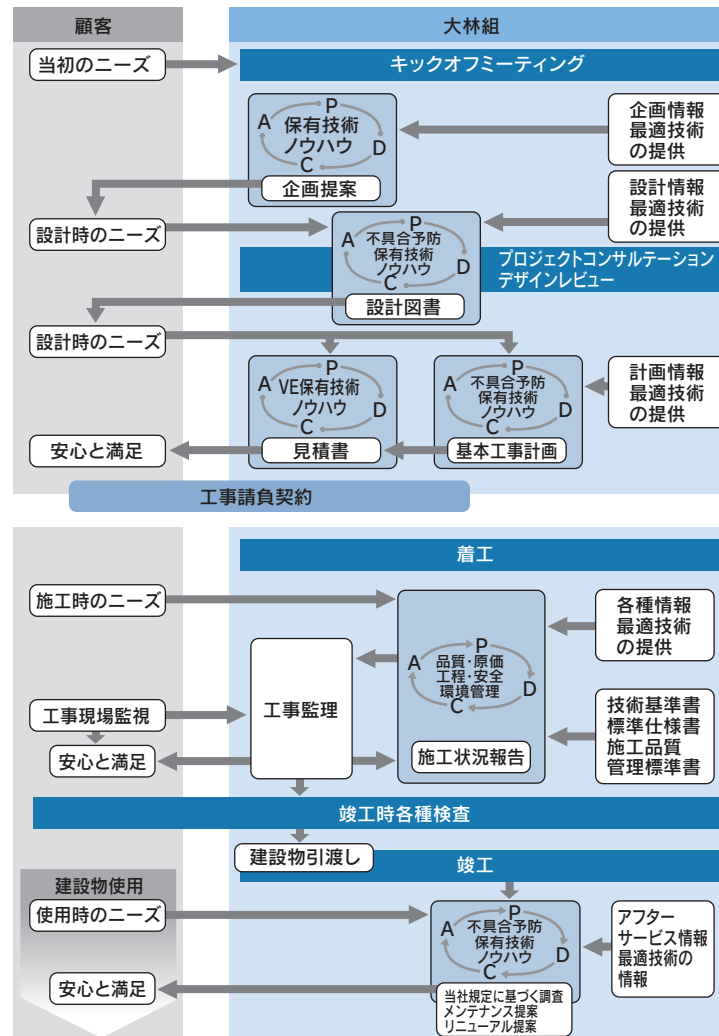 顧客
大林組
当初のニーズ
キックオフミーティング
P
A
保有技術
ノウハウ
D
C
企画提案
企画情報
最適技術
の提供
設計時のニーズ
P
A
不具合予防
保有技術
ノウハウ
D
C
設計図書
設計情報
最適技術
の提供
プロジェクトコンサルテーション
デザインレビュー
設計時のニーズ
P
A
VE保有技術
ノウハウ
D
C
見積書
P
A
不具合予防
保有技術
ノウハウ
D
C
基本工事計画
計画情報
最適技術
の提供
安心と満足
工事請負契約
着工
施工時のニーズ
各種情報
最適技術
の提供
P
A
品質・原価
工程・安全
環境管理
D
C
施工状況報告
工事監理
工事現場監視
安心と満足
技術基準書
標準仕様書
施工品質
管理標準書
竣工時各種検査
建設物引渡し
竣工
建設物使用
使用時のニーズ
P
A
不具合予防
保有技術
ノウハウ
D
C
アフター
サービス情報
最適技術の
情報
安心と満足
当社規定に基づく調査
メンテナンス提案
リニューアル提案